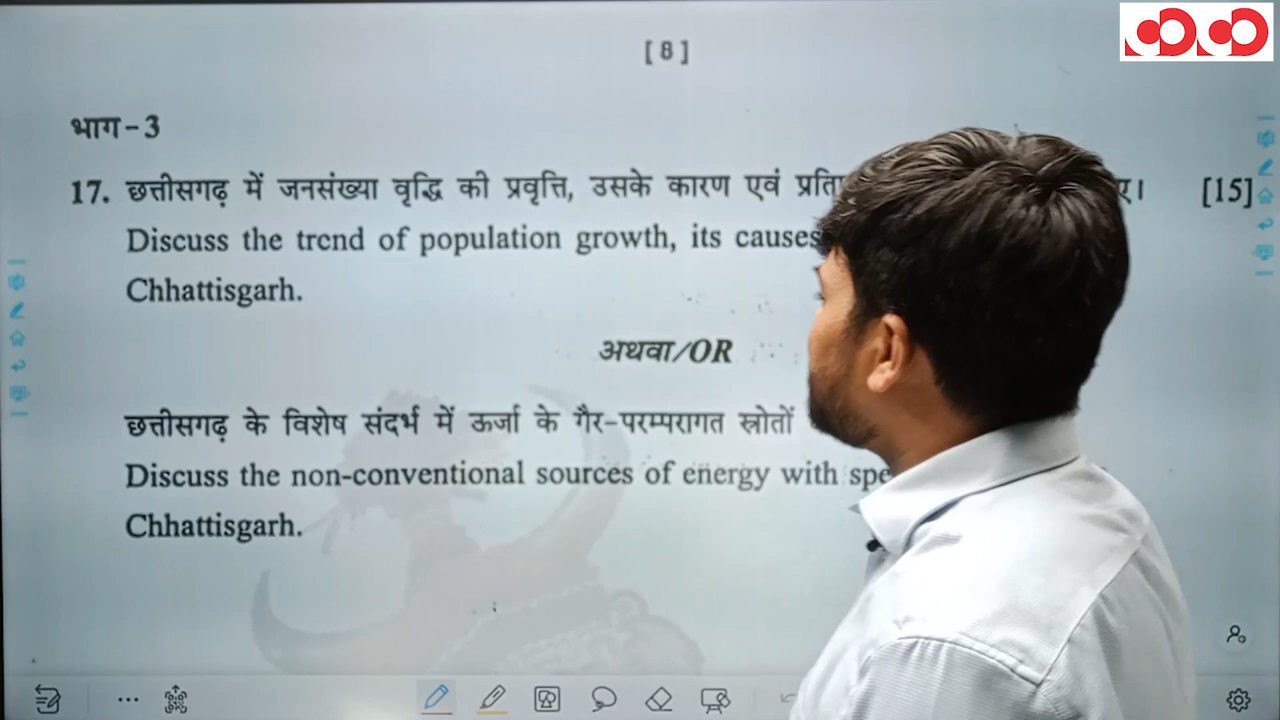 [ 8 ]
भाग-3
17. छत्तीसगढ़ में जनसंख्या वृद्धि की प्रवृत्ति, उसके कारण एवं [15]
Discuss the trend of population growth, its causes
Chhattisgarh.
अथवा/OR
छत्तीसगढ़ के विशेष संदर्भ में ऊर्जा के गैर-परम्परागत स्रोतों
Discuss the non-conventional sources of energy with
Chhattisgarh.